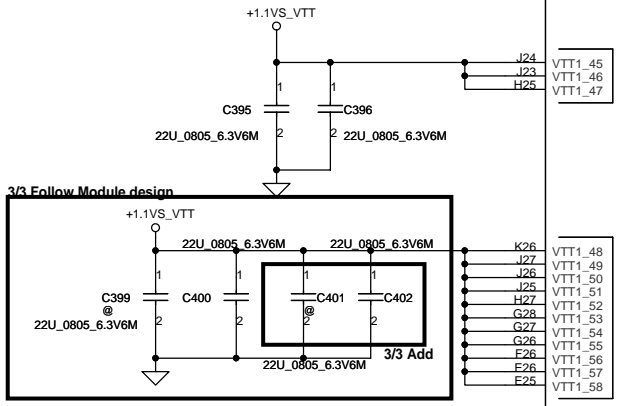 +1.1VS_VTT
J24 VTT1_45
J23 VTT1_46
H25 VTT1_47
1 1
C395 C396
2 2
22U_0805_6.3V6M 22U_0805_6.3V6M
3/3 Follow Module design
+1.1VS_VTT
22U_0805_6.3V6M 22U_0805_6.3V6M
K26 VTT1_48
J27 VTT1_49
J26 VTT1_50
J25 VTT1_51
H27 VTT1_52
G28 VTT1_53
G27 VTT1_54
G26 VTT1_55
F26 VTT1_56
E26 VTT1_57
E25 VTT1_58
1 1 1 1
C399 C400 C401 C402
@ @
22U_0805_6.3V6M
2 2 2 2
3/3 Add
22U_0805_6.3V6M